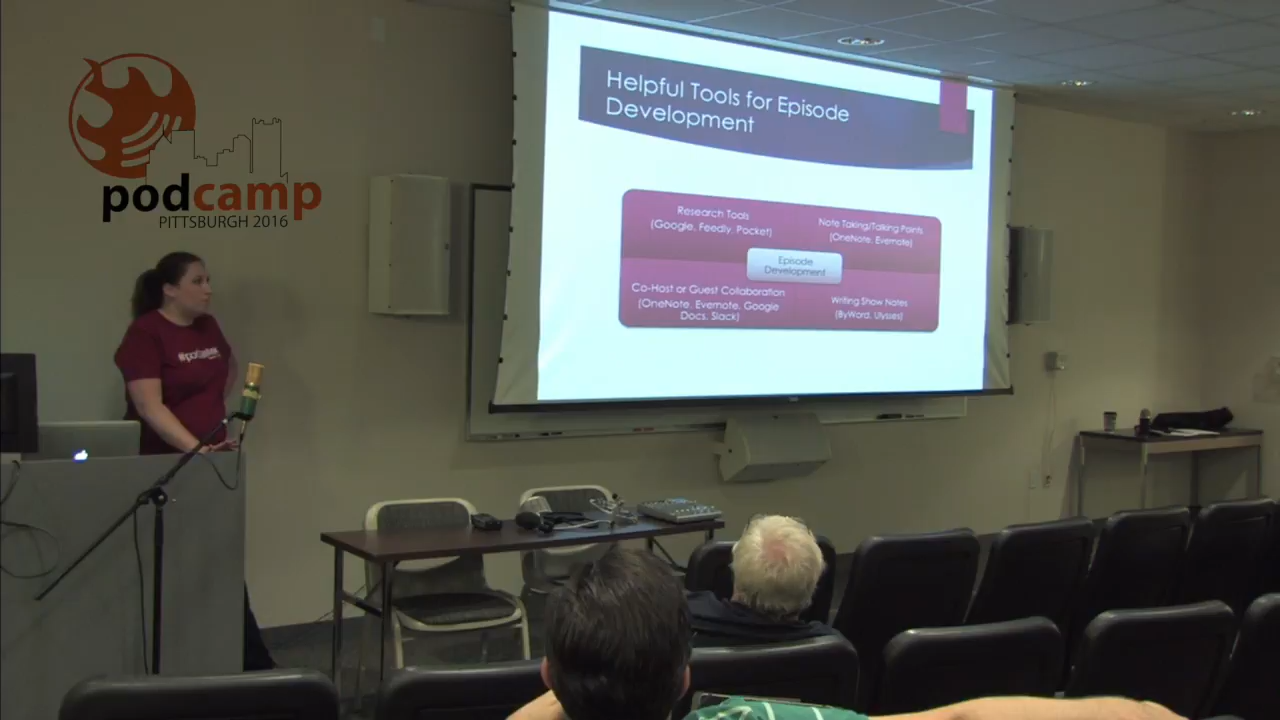 podcamp
PITTSBURGH 2016
Helpful Tools for Episode
Development
Research Tools
(Google, Feedly, Pocket)
Note Taking/Talking Points
(OneNote, Evernote)
Episode
Development
Co-Host or Guest Collaboration
(OneNote, Evernote, Google
Docs, Slack)
Writing Show Notes
(ByWord, Ulysses)